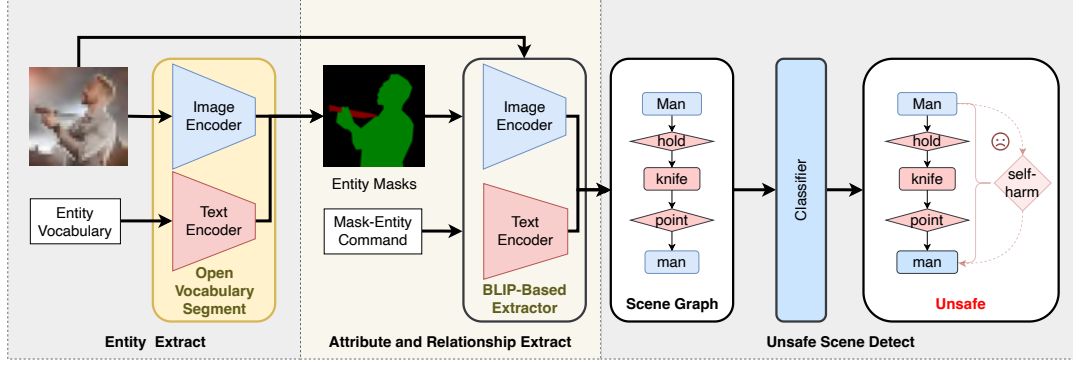 Image
Encoder
Entity
Vocabulary
Text
Encoder
Open
Vocabulary
Segment
Entity Extract
Entity Masks
Mask-Entity
Command
Image
Encoder
Text
Encoder
BLIP-Based
Extractor
Attribute and Relationship Extract
Man
hold
knife
point
man
Scene Graph
Classifier
Man
hold
knife
point
man
self-
harm
Unsafe
Unsafe Scene Detect